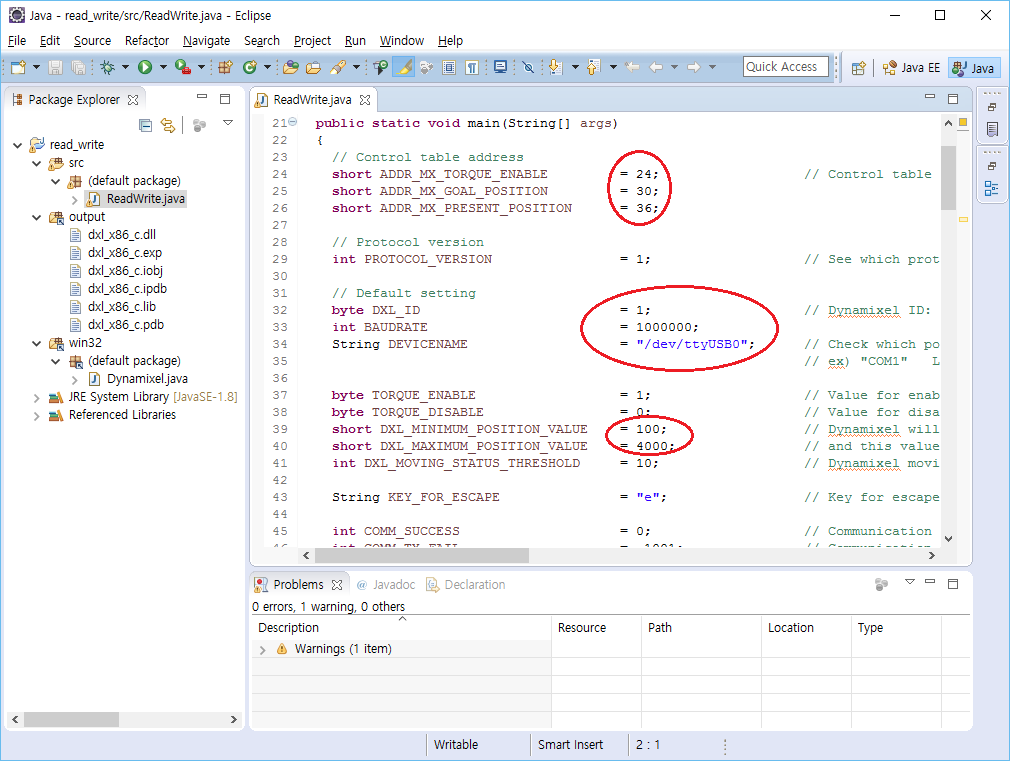 Java - read_write/src/ReadWrite.java - Eclipse
File Edit Source Refactor Navigate Search Project Run Window Help
Quick Access Java EE Java
Package Explorer
read_write
src
(default package)
ReadWrite.java
output
dxl_x86_c.dll
dxl_x86_c.exp
dxl_x86_c.iobj
dxl_x86_c.ipdb
dxl_x86_c.lib
dxl_x86_c.pdb
win32
(default package)
Dynamixel.java
JRE System Library [JavaSE-1.8]
Referenced Libraries
ReadWrite.java
21 public static void main(String[] args)
22 {
23 // Control table address
24 short ADDR_MX_TORQUE_ENABLE = 24; // Control table
25 short ADDR_MX_GOAL_POSITION = 30;
26 short ADDR_MX_PRESENT_POSITION = 36;
27
28 // Protocol version
29 int PROTOCOL_VERSION = 1; // See which prot
30
31 // Default setting
32 byte DXL_ID = 1; // Dynamixel ID:
33 int BAUDRATE = 1000000;
34 String DEVICENAME = "/dev/ttyUSB0"; // Check which po
35 // ex) "COM1" L
36
37 byte TORQUE_ENABLE = 1; // Value for enab
38 byte TORQUE_DISABLE = 0; // Value for disa
39 short DXL_MINIMUM_POSITION_VALUE = 100; // Dynamixel will
40 short DXL_MAXIMUM_POSITION_VALUE = 4000; // and this value
41 int DXL_MOVING_STATUS_THRESHOLD = 10; // Dynamixel movi
42
43 String KEY_FOR_ESCAPE = "e"; // Key for escape
44
45 int COMM_SUCCESS = 0; // Communication
Problems @ Javadoc Declaration
0 errors, 1 warning, 0 others
Description Resource Path Location Type
Warnings (1 item)
Writable Smart Insert 2 : 1